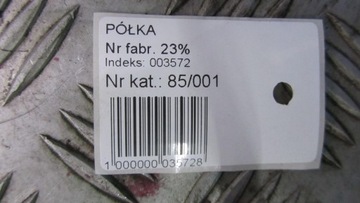 PÓŁKA
Nr fabr. 23%
Indeks: 003572
Nr kat.: 85/001
1 000000 035728